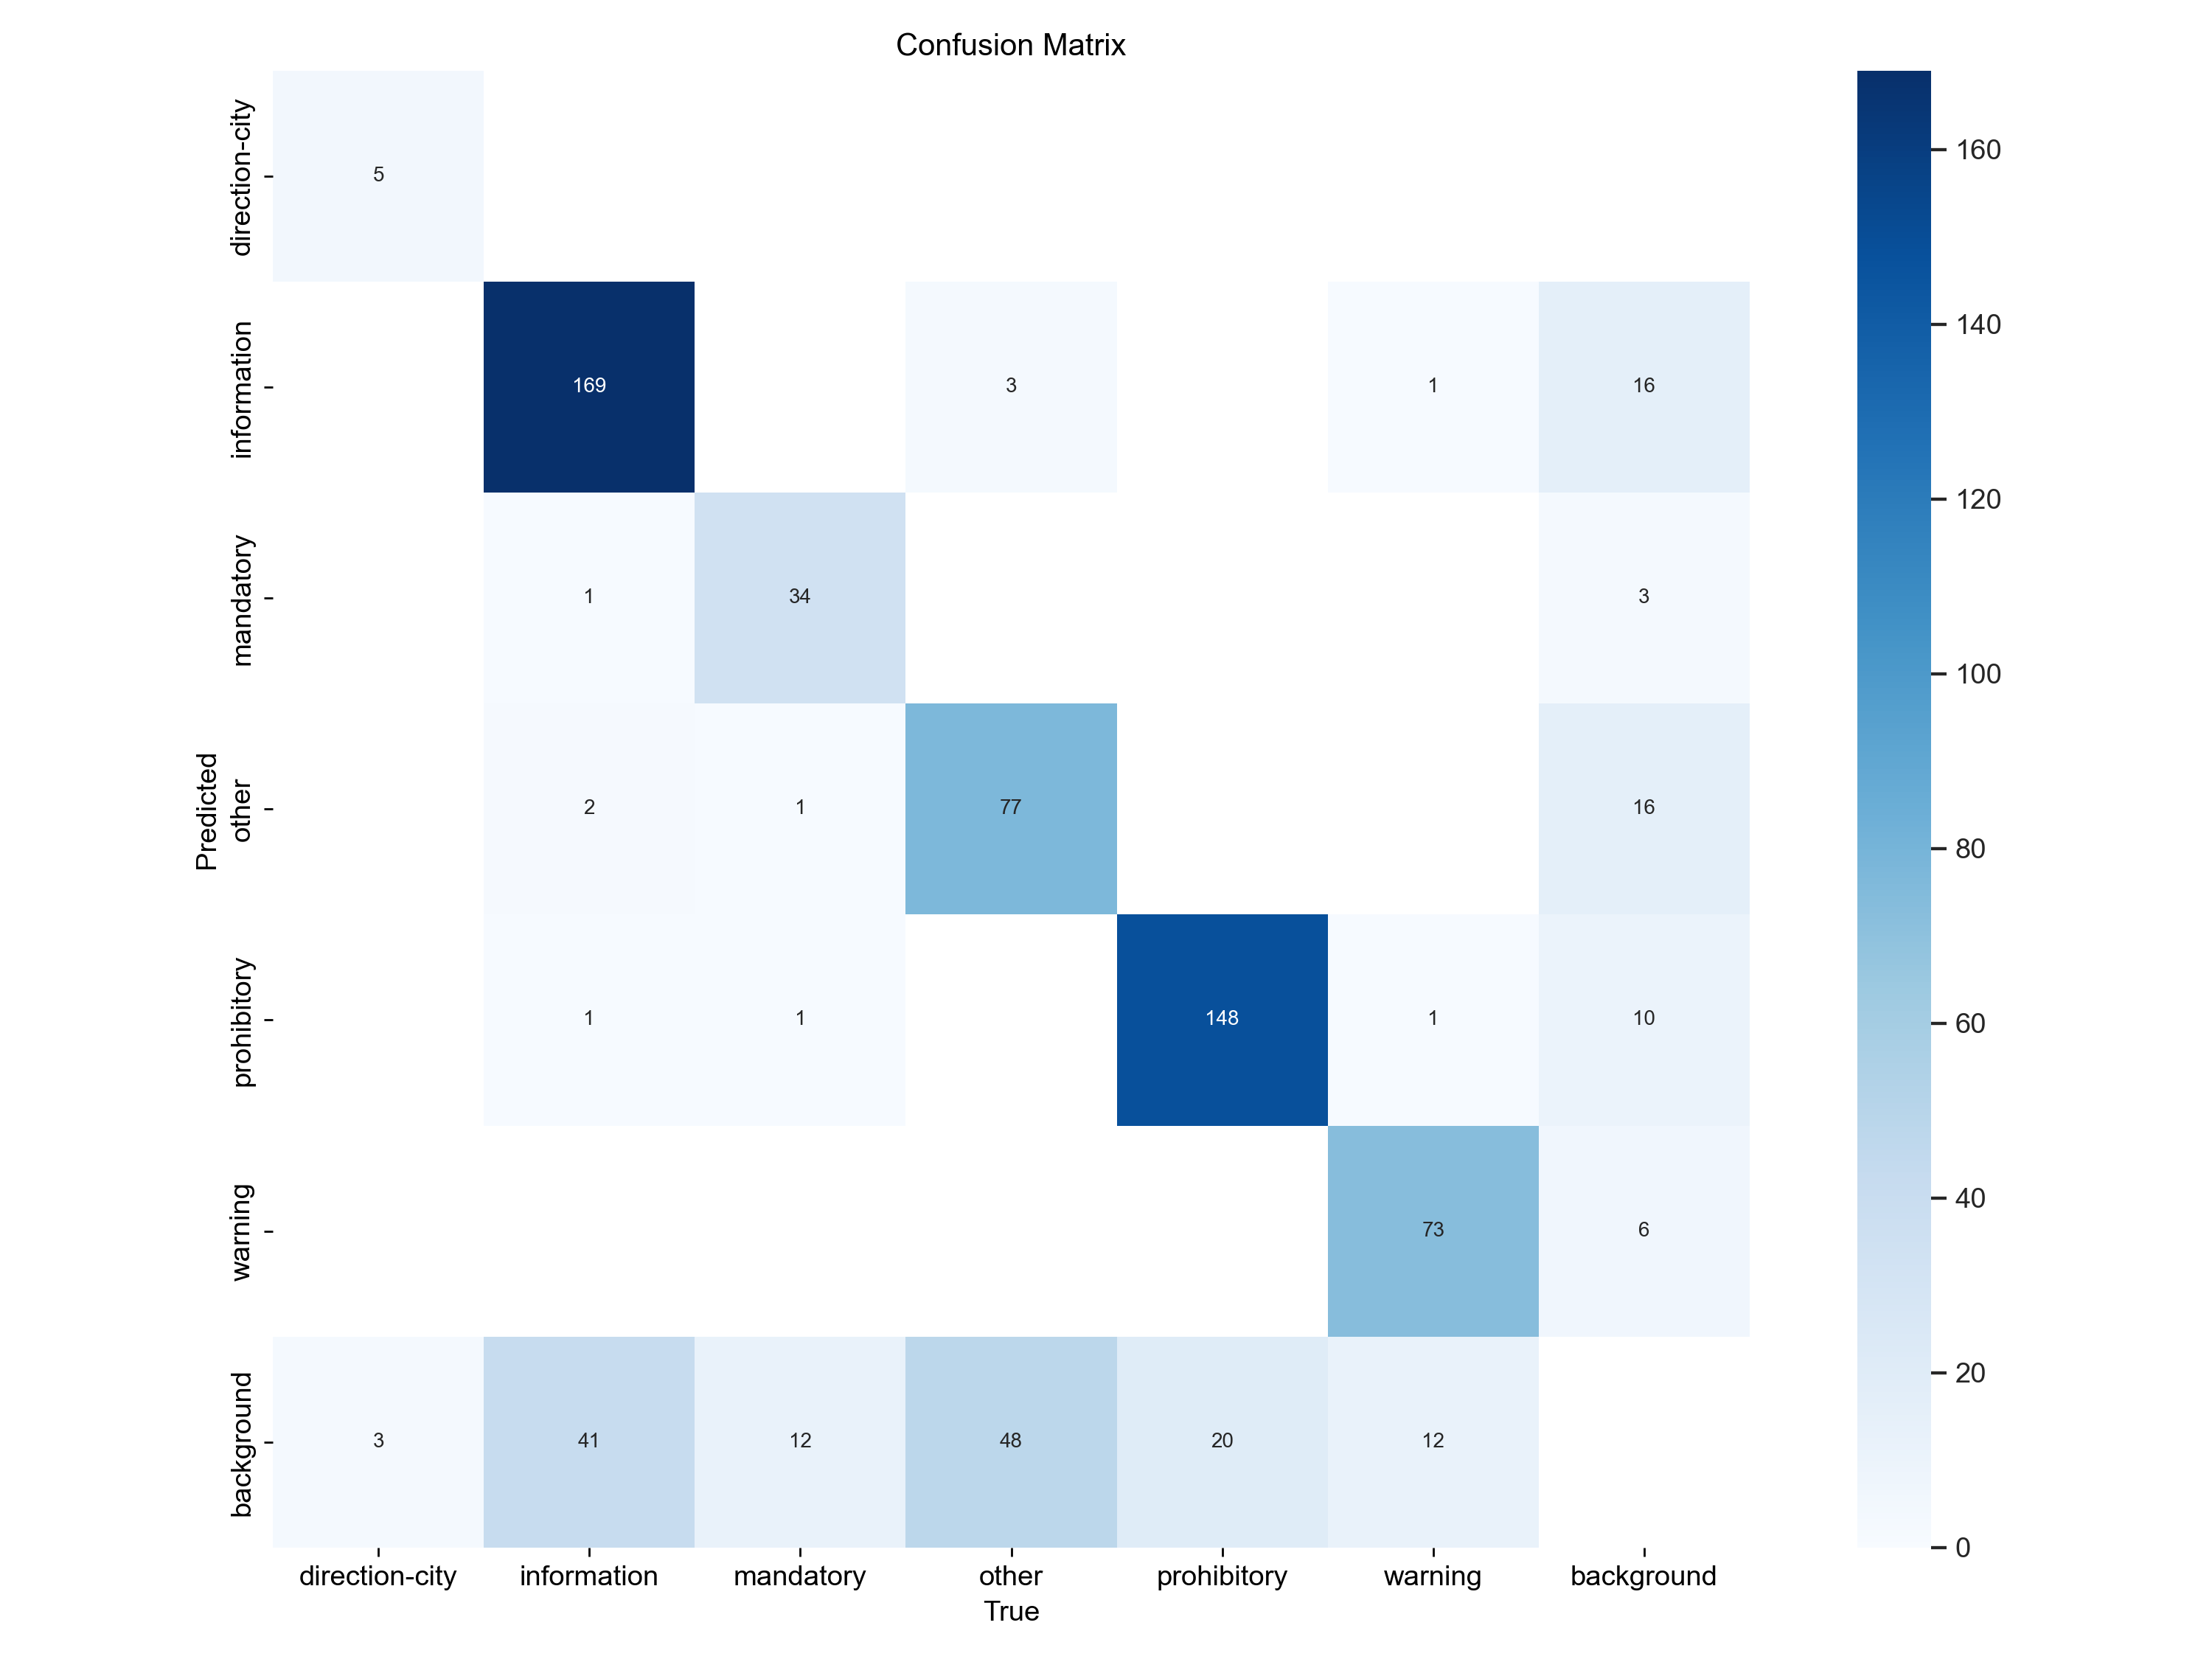 Confusion Matrix
direction-city
5
information
169 3 1 16
mandatory
1 34 3
other
2 1 77 16
Predicted
prohibitory
1 1 148 1 10
warning
73 6
background
3 41 12 48 20 12
direction-city information mandatory other prohibitory warning background
True
160
140
120
100
80
60
40
20
0